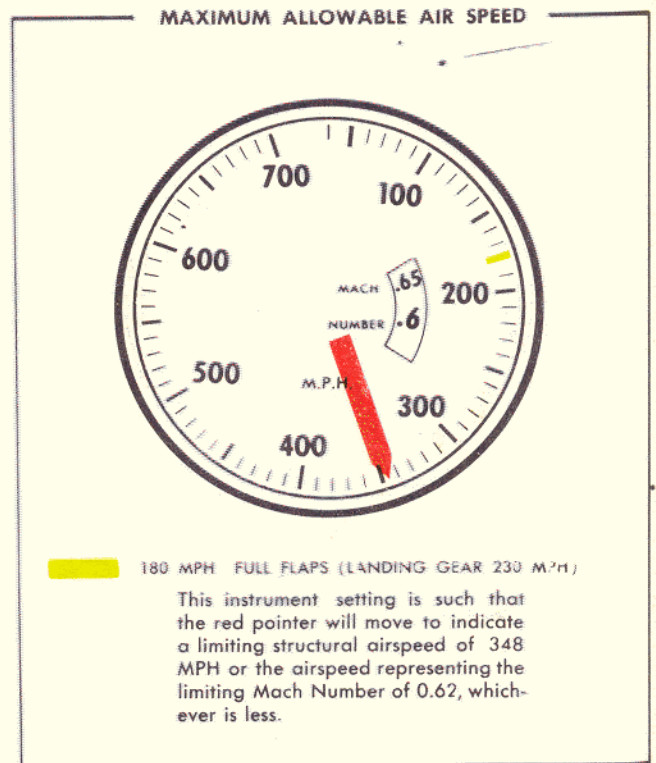 MAXIMUM ALLOWABLE AIR SPEED
700
100
600
MACH .65
200
NUMBER .6
500
M.P.H.
300
400
180 MPH FULL FLAPS (LANDING GEAR 230 MPH)
This instrument setting is such that
the red pointer will move to indicate
a limiting structural airspeed of 348
MPH or the airspeed representing the
limiting Mach Number of 0.62, which-
ever is less.